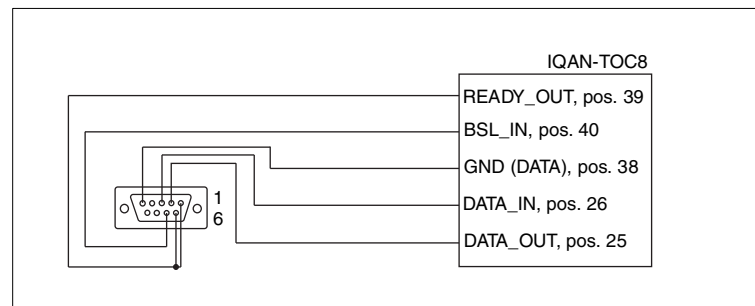 IQAN-TOC8
READY_OUT, pos. 39
BSL_IN, pos. 40
GND (DATA), pos. 38
1
DATA_IN, pos. 26
6
DATA_OUT, pos. 25